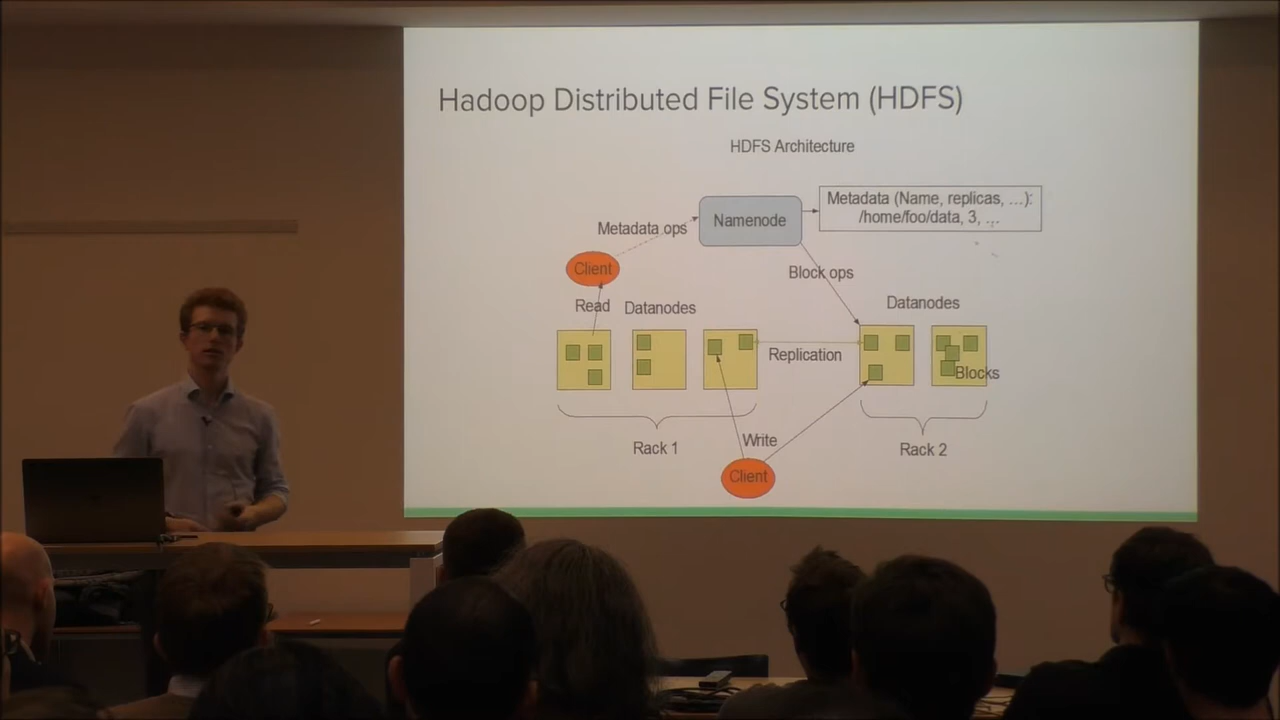 Hadoop Distributed File System (HDFS)
HDFS Architecture
Metadata (Name, replicas, ...):
/home/foo/data, 3, ...
Namenode
Metadata ops
Client
Block ops
Read
Datanodes
Datanodes
Replication
Blocks
Rack 1
Write
Rack 2
Client